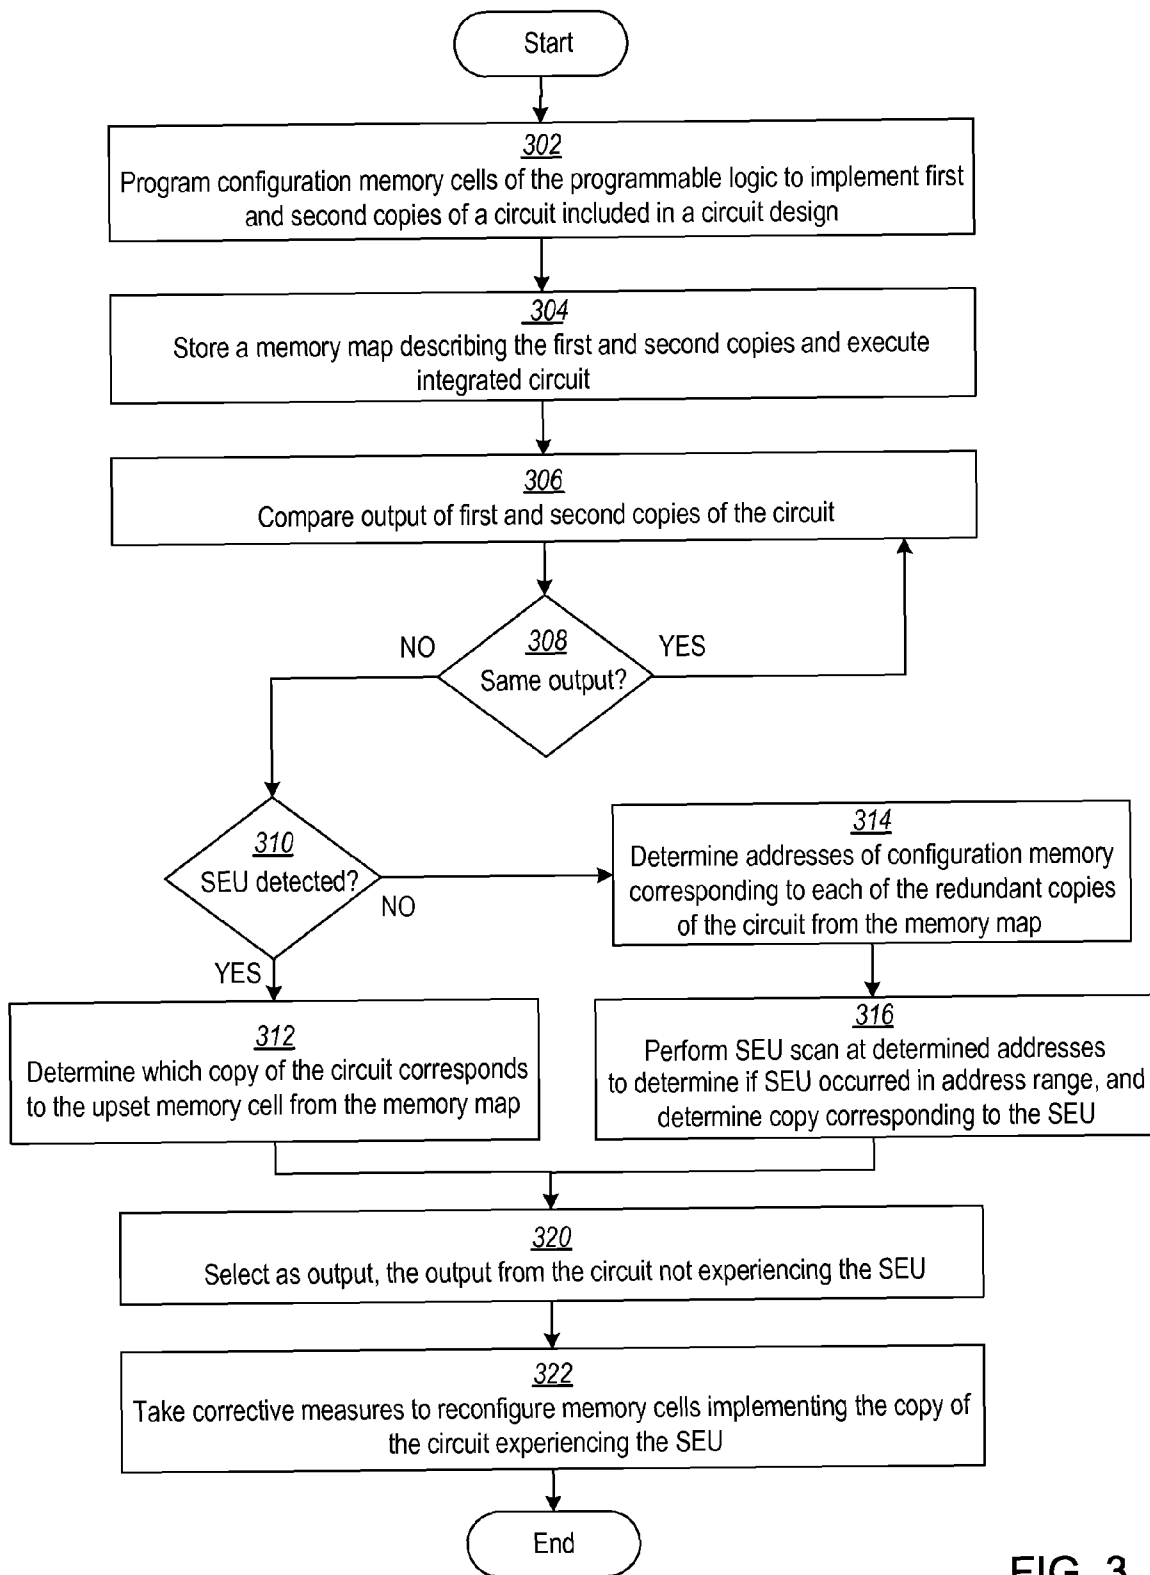 Start
302
Program configuration memory cells of the programmable logic to implement first
and second copies of a circuit included in a circuit design
304
Store a memory map describing the first and second copies and execute
integrated circuit
306
Compare output of first and second copies of the circuit
NO
308
YES
Same output?
310
SEU detected?
NO
YES
314
Determine addresses of configuration memory
corresponding to each of the redundant copies
of the circuit from the memory map
312
Determine which copy of the circuit corresponds
to the upset memory cell from the memory map
316
Perform SEU scan at determined addresses
to determine if SEU occurred in address range, and
determine copy corresponding to the SEU
320
Select as output, the output from the circuit not experiencing the SEU
322
Take corrective measures to reconfigure memory cells implementing the copy of
the circuit experiencing the SEU
End
FIG. 3